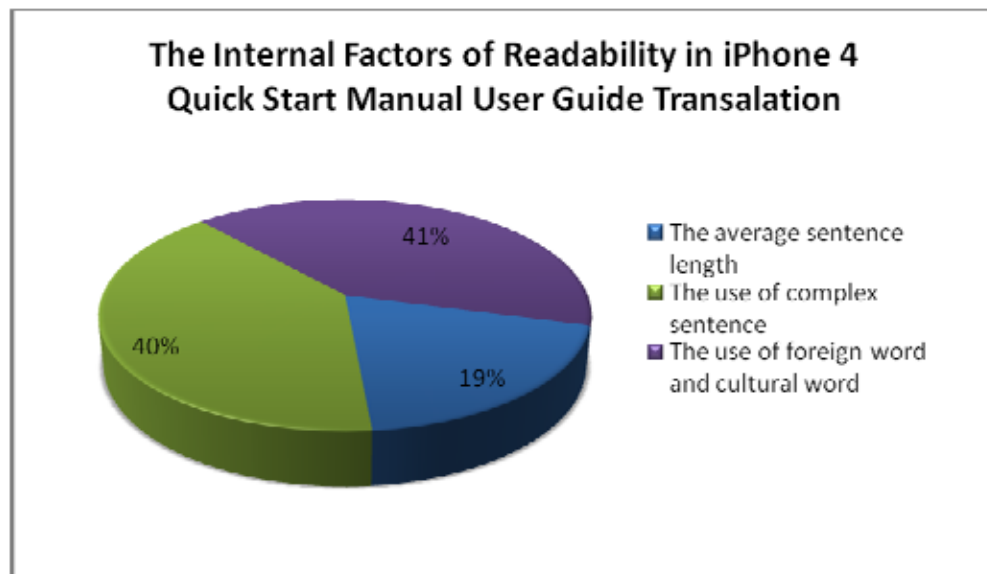 The Internal Factors of Readability in iPhone 4
Quick Start Manual User Guide Transalation
41%
40%
19%
The average sentence
length
The use of complex
sentence
The use of foreign word
and cultural word